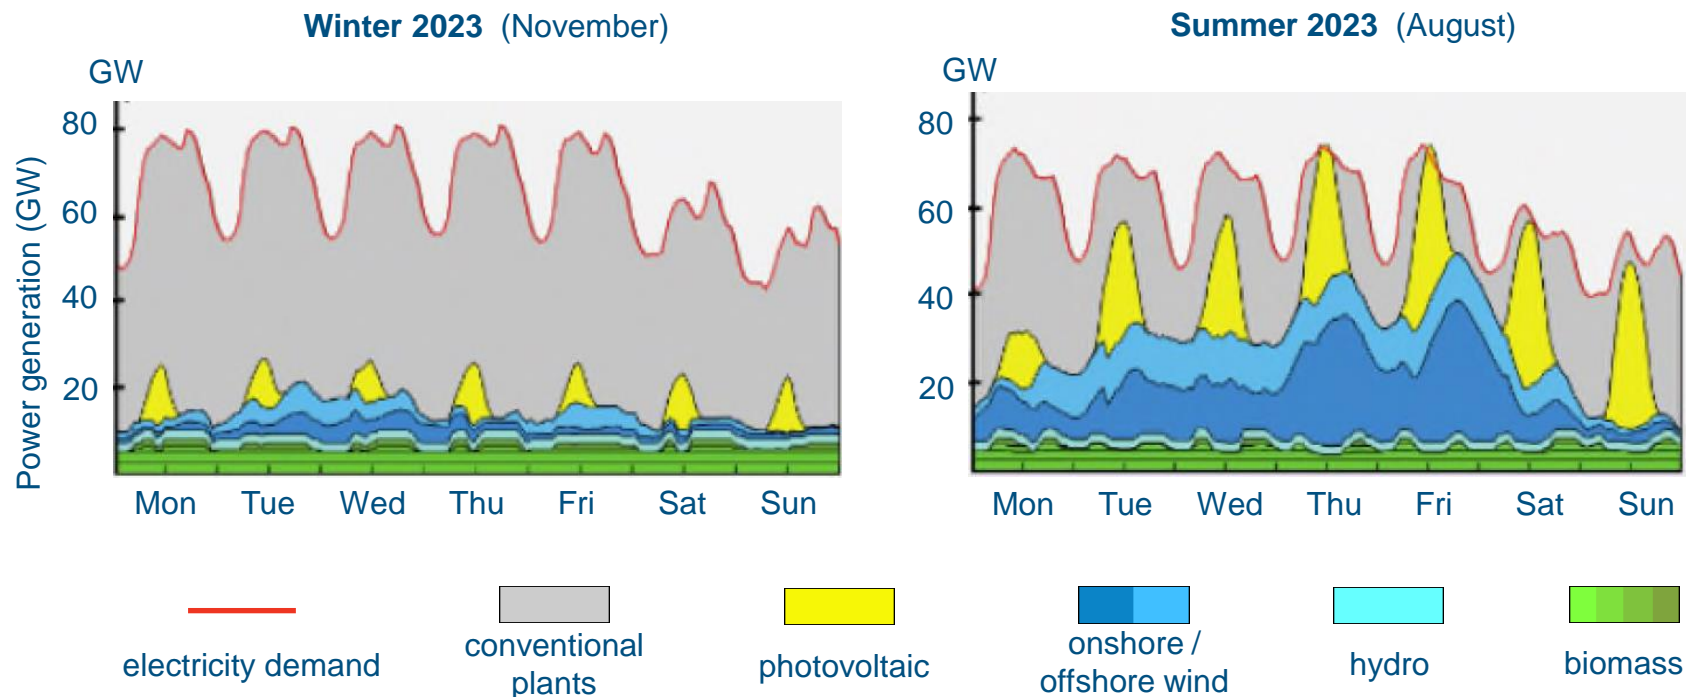 Winter 2023 (November)
GW
80
60
40
20
Power generation (GW)
Mon Tue Wed Thu Fri Sat Sun
Summer 2023 (August)
GW
80
60
40
20
Mon Tue Wed Thu Fri Sat Sun
electricity demand
conventional
plants
photovoltaic
onshore /
offshore wind
hydro
biomass